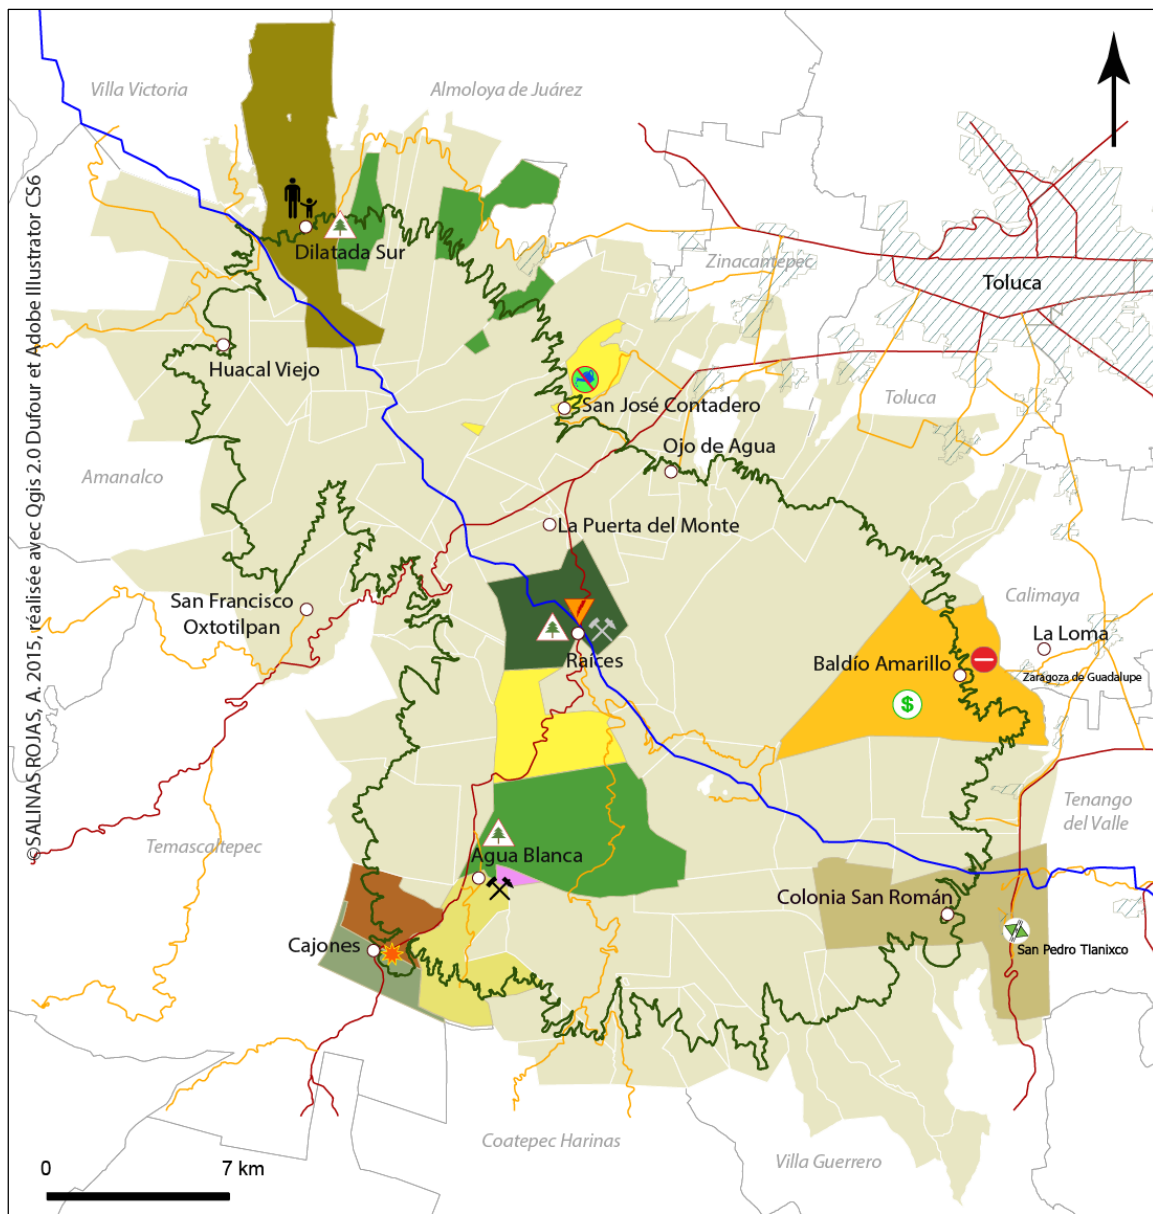 Villa Victoria
Almoloya de Juárez
Dilatada Sur
Zinacantepec
Toluca
Huacal Viejo
San José Contadero
Toluca
Ojo de Agua
Amanalco
La Puerta del Monte
San Francisco
Oxtotilpan
Calimaya
La Loma
Raíces
Baldío Amarillo
Zaragoza de Guadalupe
$
Tenango
del Valle
Temascaltepec
Agua Blanca
Colonia San Román
Cajones
San Pedro Tlanixco
Coatepec Harinas
Villa Guerrero
0 7 km
©SALINAS ROJAS, A. 2015, réalisée avec Qgis 2.0 Dufour et Adobe Illustrator CS6